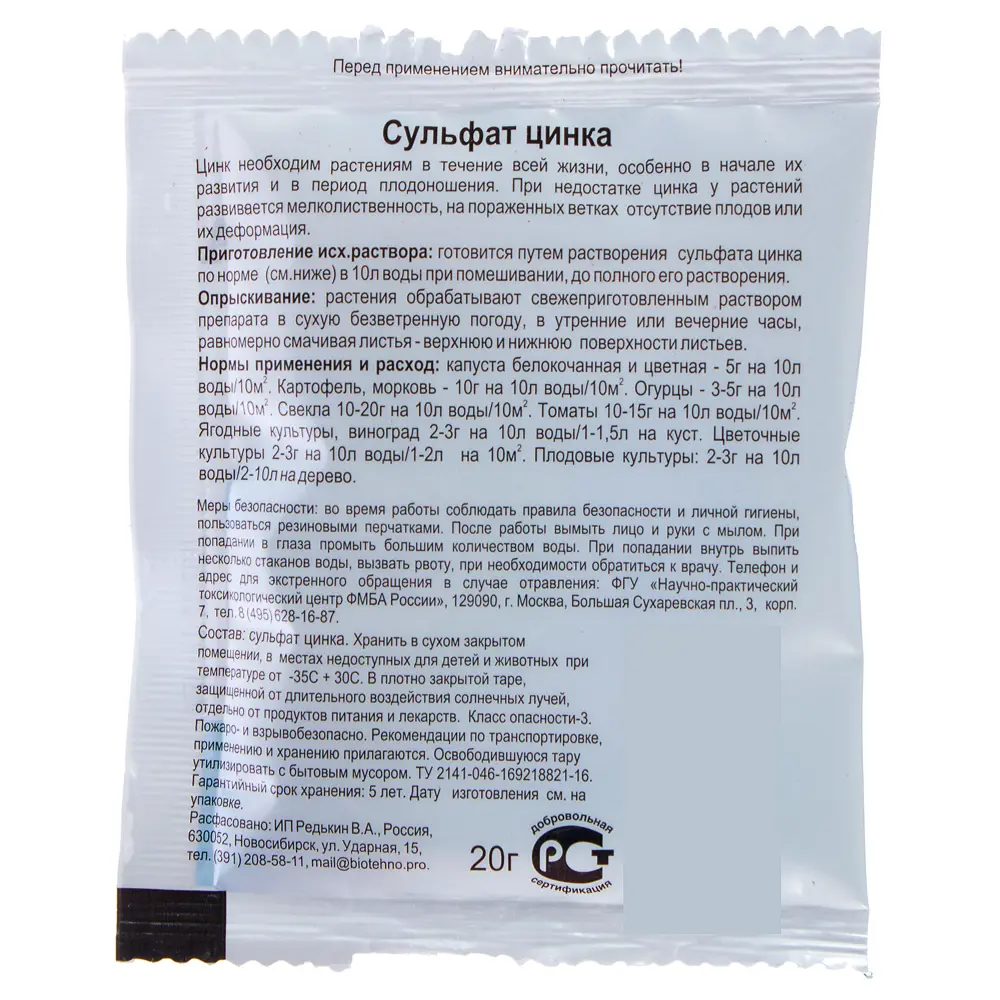 Перед применением внимательно прочитать!
Сульфат цинка
Цинк необходим растениям в течение всей жизни, особенно в начале их
развития и в период плодоношения. При недостатке цинка у растений
развивается мелколиственность, на пораженных ветках отсутствие плодов или
их деформация.
Приготовление исх.раствора: готовится путем растворения сульфата цинка
по норме (см.ниже) в 10л воды при помешивании, до полного его растворения.
Опрыскивание: растения обрабатывают свежеприготовленным раствором
препарата в сухую безветренную погоду, в утренние или вечерние часы,
равномерно смачивая листья - верхнюю и нижнюю поверхности листьев.
Нормы применения и расход: капуста белокочанная и цветная - 5г на 10л
воды/10м². Картофель, морковь - 10г на 10л воды/10м². Огурцы - 3-5г на 10л
воды/10м². Свекла 10-20г на 10л воды/10м². Томаты 10-15г на 10л воды/10м².
Ягодные культуры, виноград 2-3г на 10л воды/1-1,5л на куст. Цветочные
культуры 2-3г на 10л воды/1-2л на 10м². Плодовые культуры: 2-3г на 10л
воды/2-10л на дерево.
Меры безопасности: во время работы соблюдать правила безопасности и личной гигиены,
пользоваться резиновыми перчатками. После работы вымыть лицо и руки с мылом. При
попадании в глаза промыть большим количеством воды. При попадании внутрь выпить
несколько стаканов воды, вызвать рвоту, при необходимости обратиться к врачу. Телефон и
адрес для экстренного обращения в случае отравления: ФГУ «Научно-практический
токсикологический центр ФМБА России», 129090, г. Москва, Большая Сухаревская пл., 3, корп.
7, тел. 8 (495) 628-16-87.
Состав: сульфат цинка. Хранить в сухом закрытом
помещении, в местах недоступных для детей и животных при
температуре от -35С + 30С. В плотно закрытой таре,
защищенной от длительного воздействия солнечных лучей,
отдельно от продуктов питания и лекарств. Класс опасности-3.
Пожаро- и взрывобезопасно. Рекомендации по транспортировке,
применению и хранению прилагаются. Освободившуюся тару
утилизировать с бытовым мусором. ТУ 2141-046-169218821-16.
Гарантийный срок хранения: 5 лет. Дату изготовления см. на
упаковке.
Расфасовано: ИП Редькин В.А., Россия,
630052, Новосибирск, ул. Ударная, 15,
тел. (391) 208-58-11, mail@biotehno.pro.
20г
добровольная
РСТ
сертификация